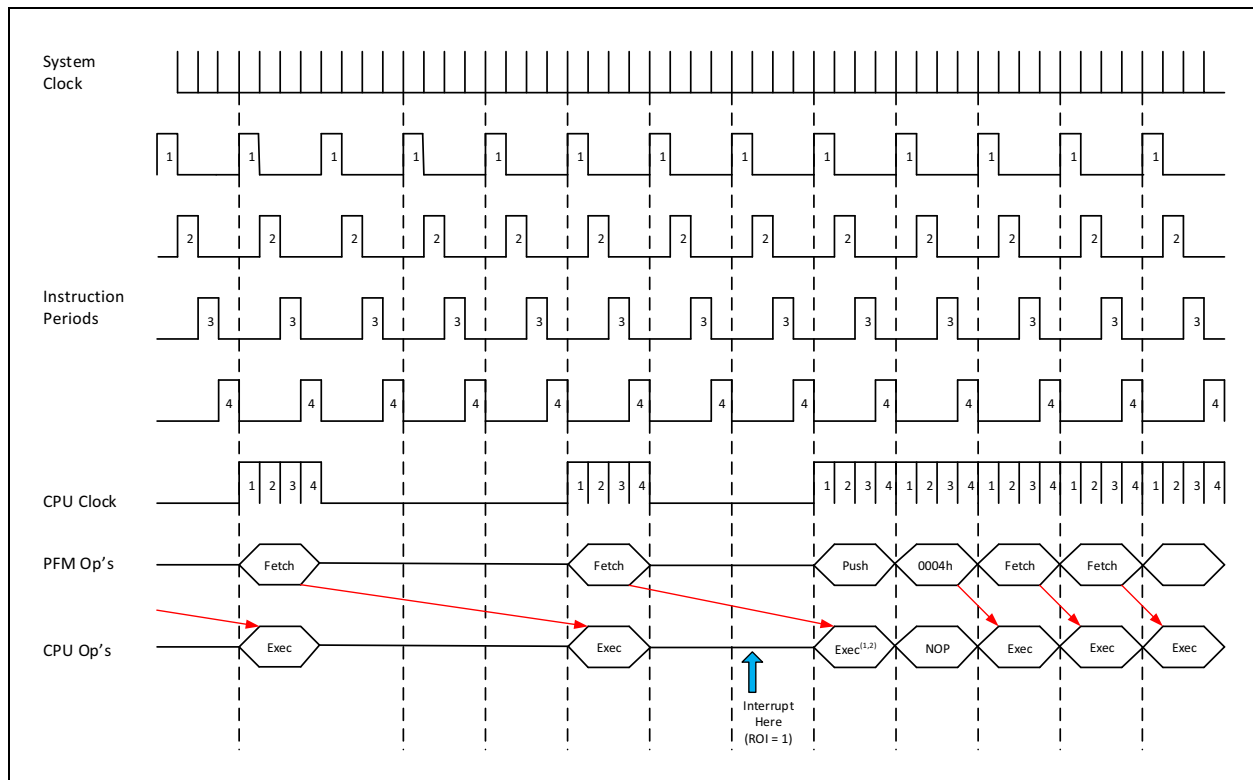 System
Clock
1 1 1 1 1 1 1 1 1 1 1 1 1
2 2 2 2 2 2 2 2 2 2 2 2 2
Instruction
Periods
3 3 3 3 3 3 3 3 3 3 3 3 3
4 4 4 4 4 4 4 4 4 4 4 4 4
CPU Clock
1 2 3 4 1 2 3 4 1 2 3 4 1 2 3 4 1 2 3 4 1 2 3 4 1 2 3 4
PFM Op's Fetch Fetch Push 0004h Fetch Fetch
CPU Op's Exec Exec Exec(1,2) NOP Exec Exec Exec
Interrupt
Here
(ROI = 1)